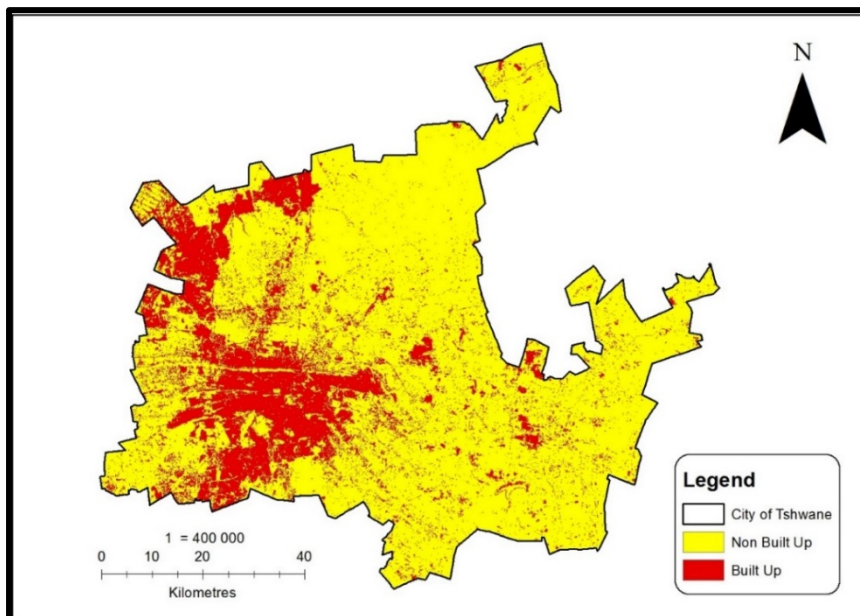 N
Legend
City of Tshwane
Non Built Up
Built Up
1 = 400 000
0 10 20 40
Kilometres